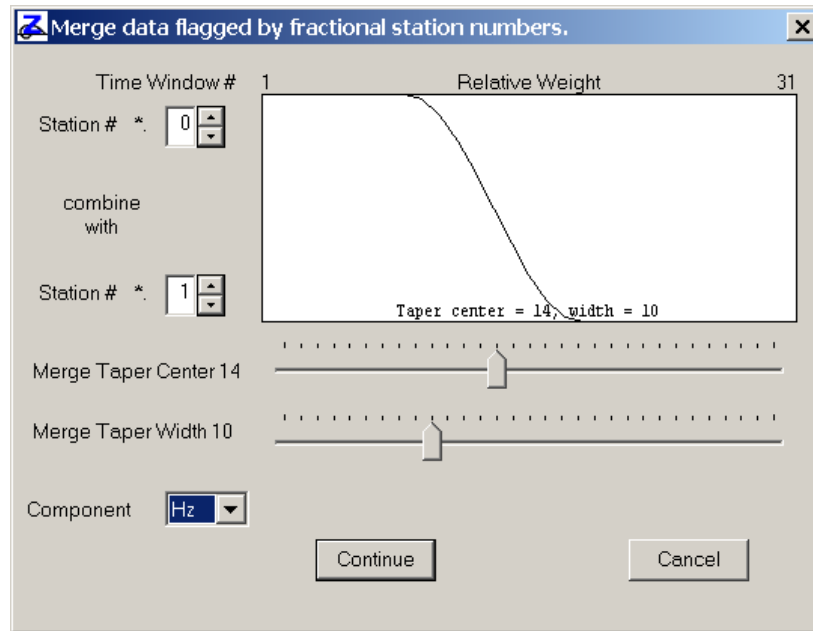 Merge data flagged by fractional station numbers.
Time Window # 1 Relative Weight 31
Station # *. 0
combine
with
Station # *. 1
Taper center = 14, width = 10
Merge Taper Center 14
Merge Taper Width 10
Component Hz
Continue Cancel